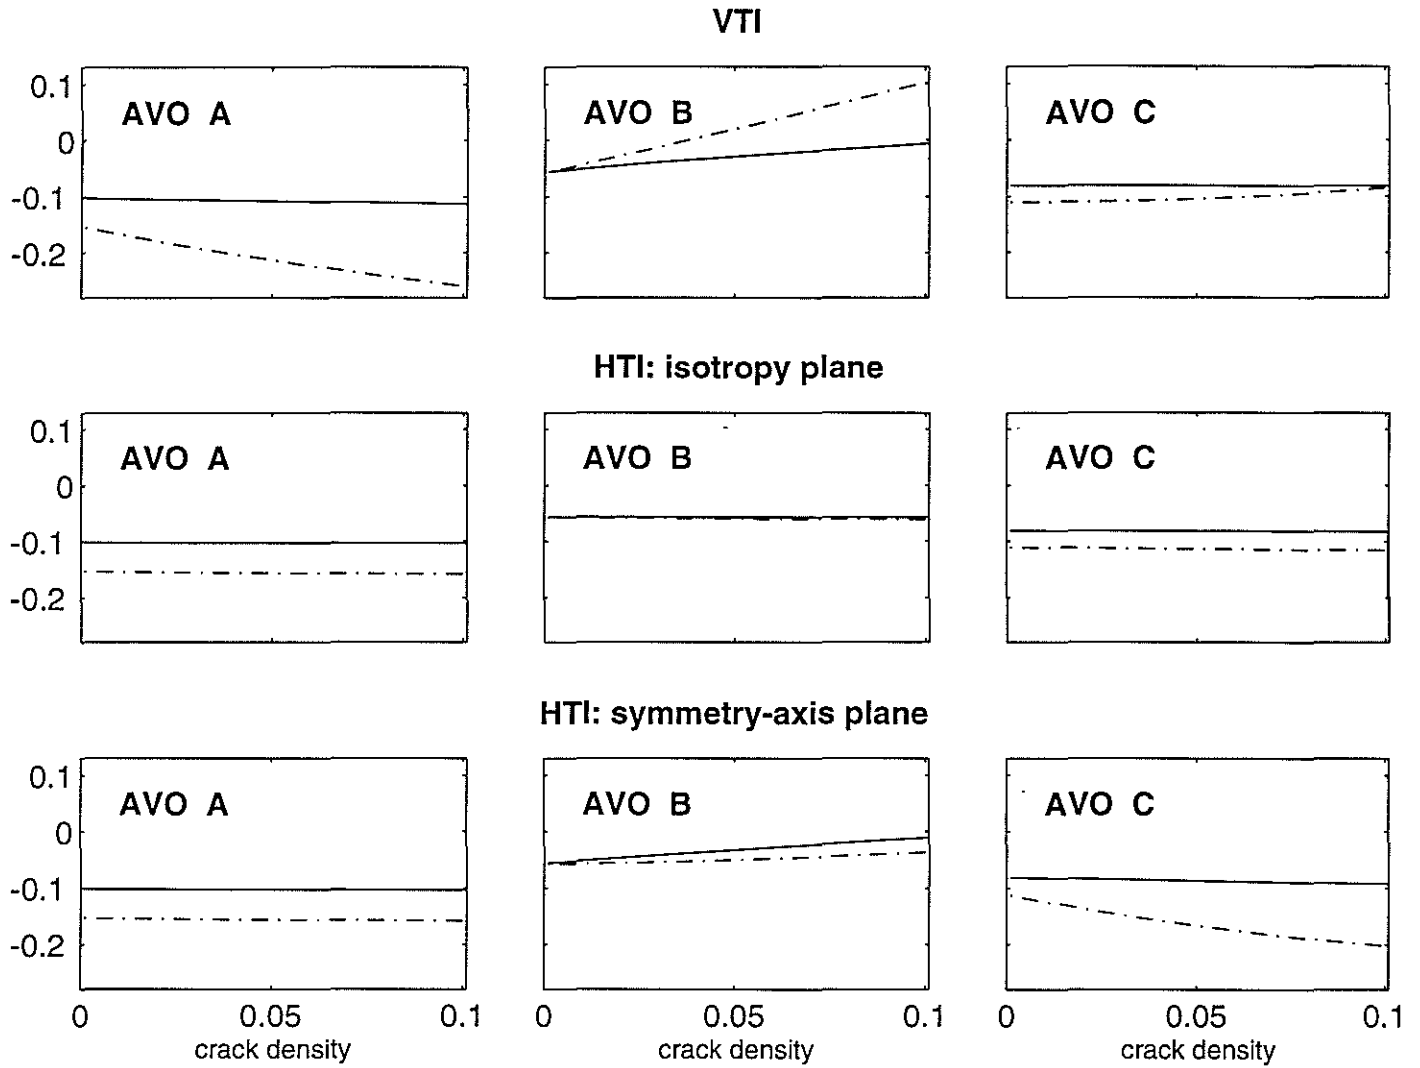 VTI
AVO A
AVO B
AVO C
0.1
0
-0.1
-0.2
HTI: isotropy plane
AVO A
AVO B
AVO C
0.1
0
-0.1
-0.2
HTI: symmetry-axis plane
AVO A
AVO B
AVO C
0.1
0
-0.1
-0.2
0 0.05 0.1
0 0.05 0.1
0 0.05 0.1
crack density
crack density
crack density